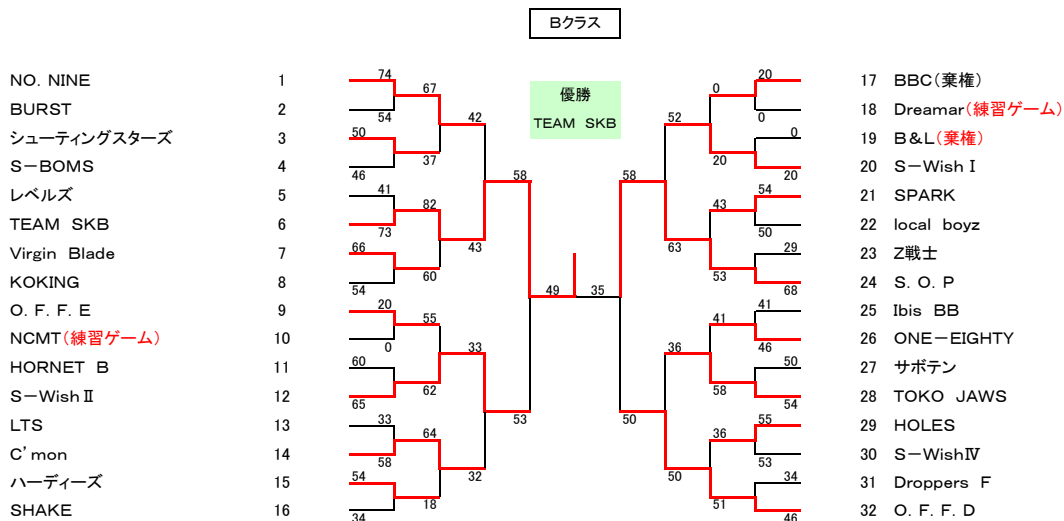 Bクラス
優勝
TEAM SKB
NO. NINE 1 74
BURST 2 54
67
シューティングスターズ 3 50
S-BOMS 4 46
37
42
レベルズ 5 41
TEAM SKB 6 73
82
Virgin Blade 7 66
KOKING 8 54
60
43
58
O. F. F. E 9 20
NCMT(練習ゲーム) 10 0
55
HORNET B 11 60
S-WishⅡ 12 65
62
33
LTS 13 33
C'mon 14 58
64
ハーディーズ 15 54
SHAKE 16 34
18
32
53
49 35
20 17 BBC(棄権)
0 18 Dreamar(練習ゲーム)
0
0 19 B&L(棄権)
20 20 S-WishⅠ
20
52
54 21 SPARK
50 22 local boyz
43
29 23 Z戦士
68 24 S. O. P
53
63
58
41 25 Ibis BB
46 26 ONE-EIGHTY
41
50 27 サボテン
54 28 TOKO JAWS
58
36
55 29 HOLES
53 30 S-WishⅣ
36
34 31 Droppers F
46 32 O. F. F. D
51
50
50